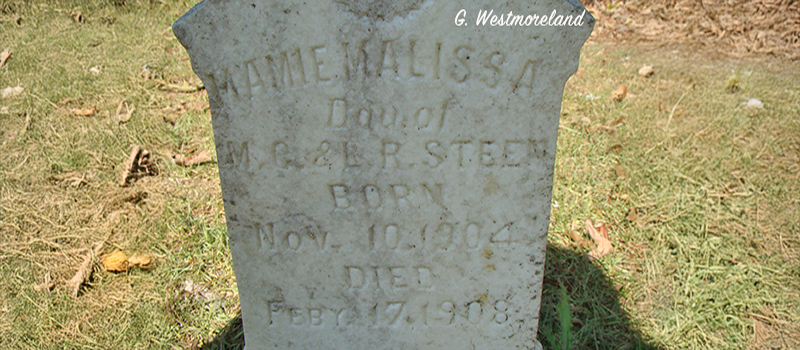 G. Westmoreland
MAMIE MALISSA
Dau. of
M. C. & L. R. STEEN
BORN
Nov. 10. 1904
DIED
FEBY. 17. 1908.